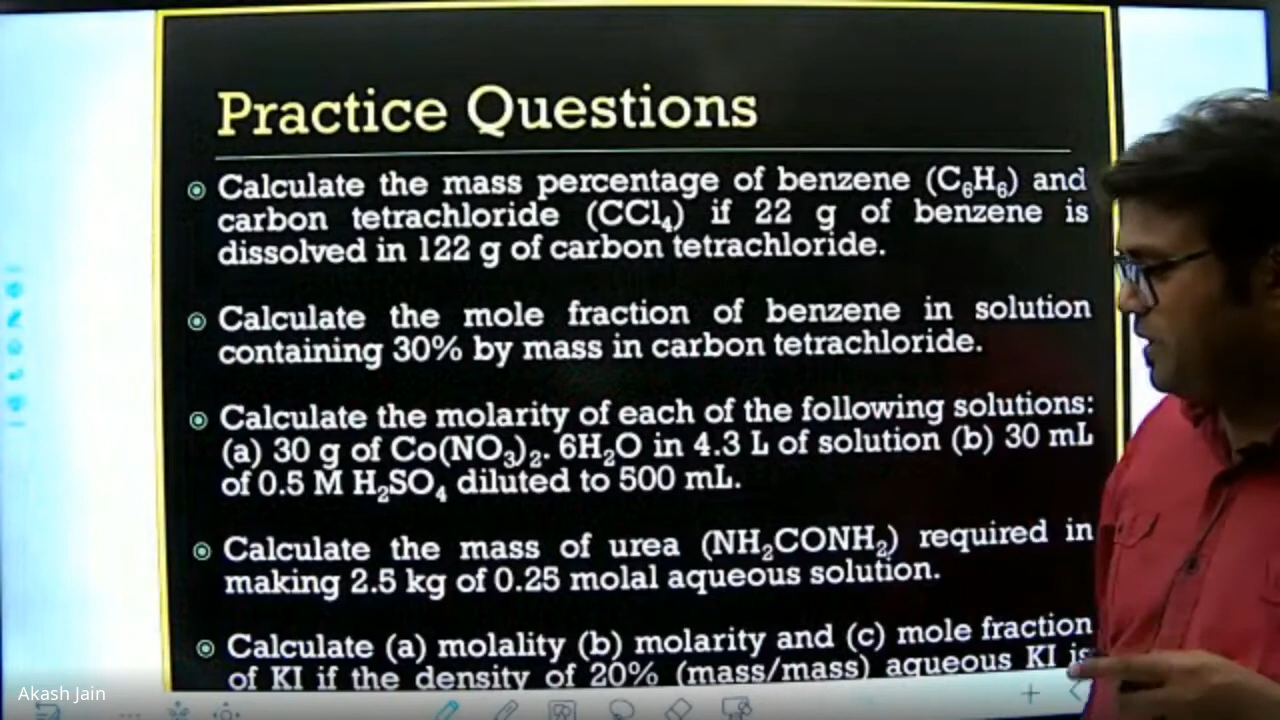 Practice Questions
Calculate the mass percentage of benzene (C₆H₆) and
carbon tetrachloride (CCl₄) if 22 g of benzene is
dissolved in 122 g of carbon tetrachloride.
Calculate the mole fraction of benzene in solution
containing 30% by mass in carbon tetrachloride.
Calculate the molarity of each of the following solutions:
(a) 30 g of Co(NO₃)₂. 6H₂O in 4.3 L of solution (b) 30 mL
of 0.5 M H₂SO₄ diluted to 500 mL.
Calculate the mass of urea (NH₂CONH₂) required in
making 2.5 kg of 0.25 molal aqueous solution.
Calculate (a) molality (b) molarity and (c) mole fraction
of KI if the density of 20% (mass/mass) aqueous KI is
Akash Jain